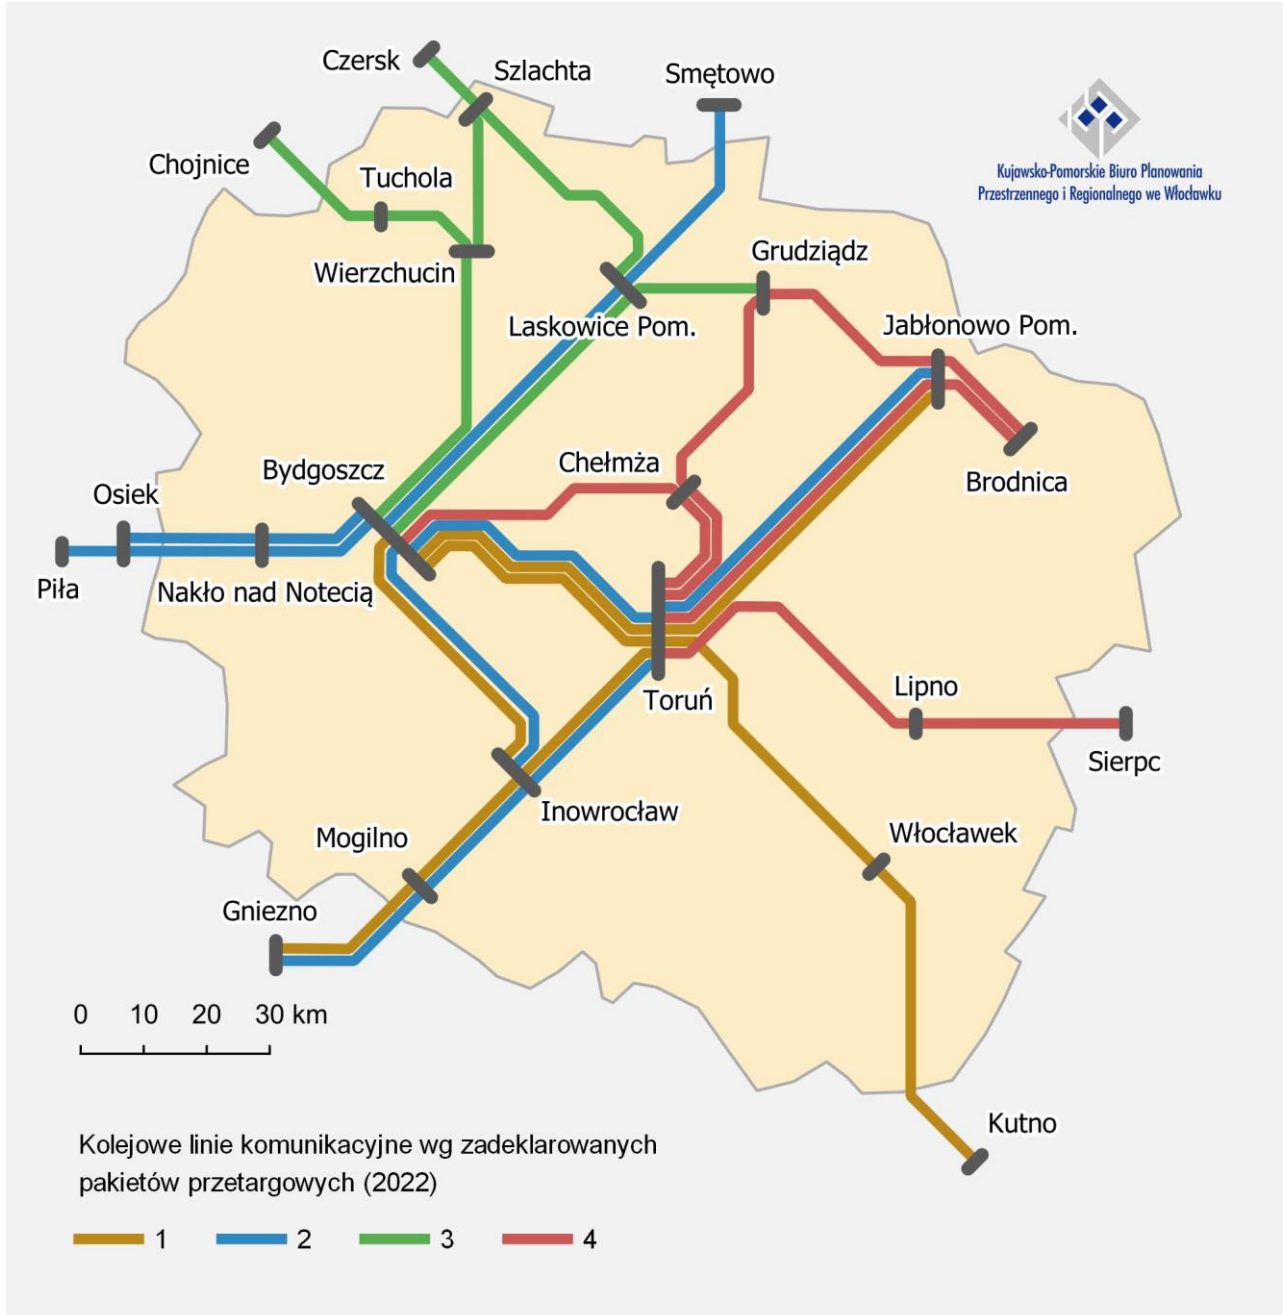 Czersk
Szlachta
Smętowo
Chojnice
Tuchola
Kujawsko-Pomorskie Biuro Planowania
Przestrzennego i Regionalnego we Włocławku
Wierzchucin
Grudziądz
Laskowice Pom.
Jabłonowo Pom.
Bydgoszcz
Chełmża
Brodnica
Osiek
Piła
Nakło nad Notecią
Toruń
Lipno
Sierpc
Inowrocław
Mogilno
Włocławek
Gniezno
0 10 20 30 km
Kutno
Kolejowe linie komunikacyjne wg zadeklarowanych
pakietów przetargowych (2022)
1 2 3 4